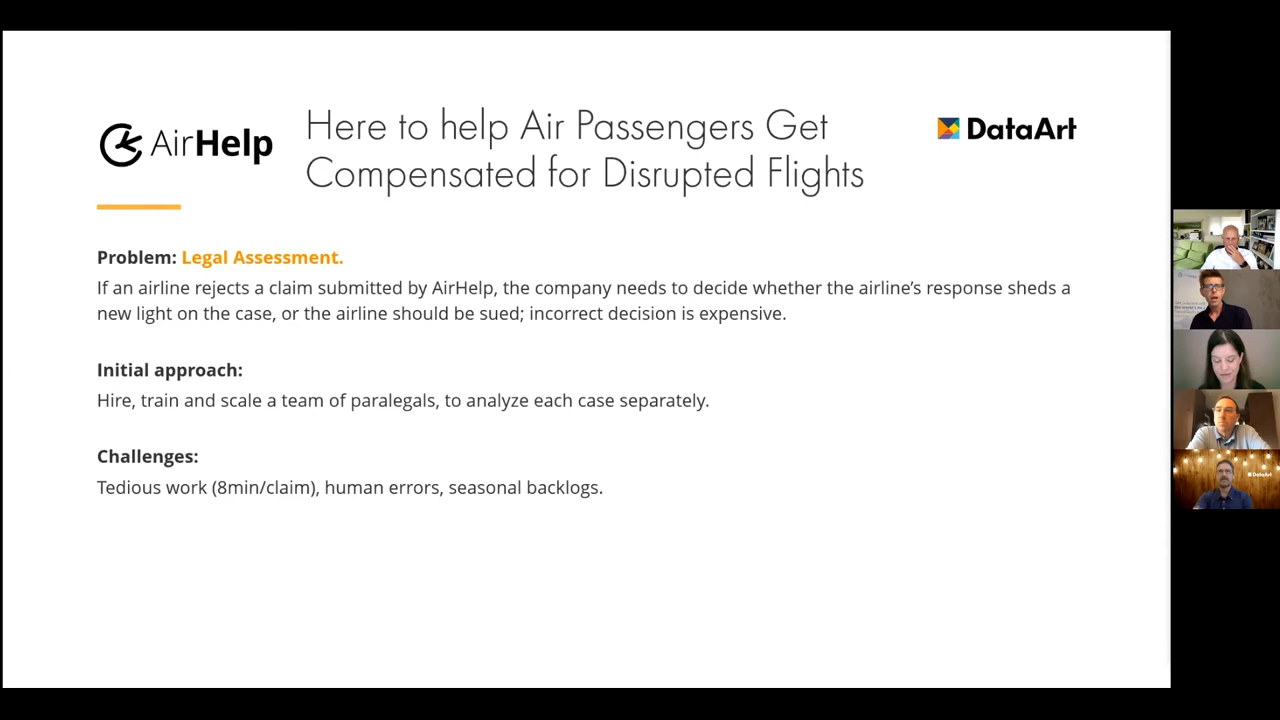 AirHelp
Here to help Air Passengers Get
Compensated for Disrupted Flights
DataArt
Problem: Legal Assessment.
If an airline rejects a claim submitted by AirHelp, the company needs to decide whether the airline’s response sheds a
new light on the case, or the airline should be sued; incorrect decision is expensive.
Initial approach:
Hire, train and scale a team of paralegals, to analyze each case separately.
Challenges:
Tedious work (8min/claim), human errors, seasonal backlogs.
DataArt